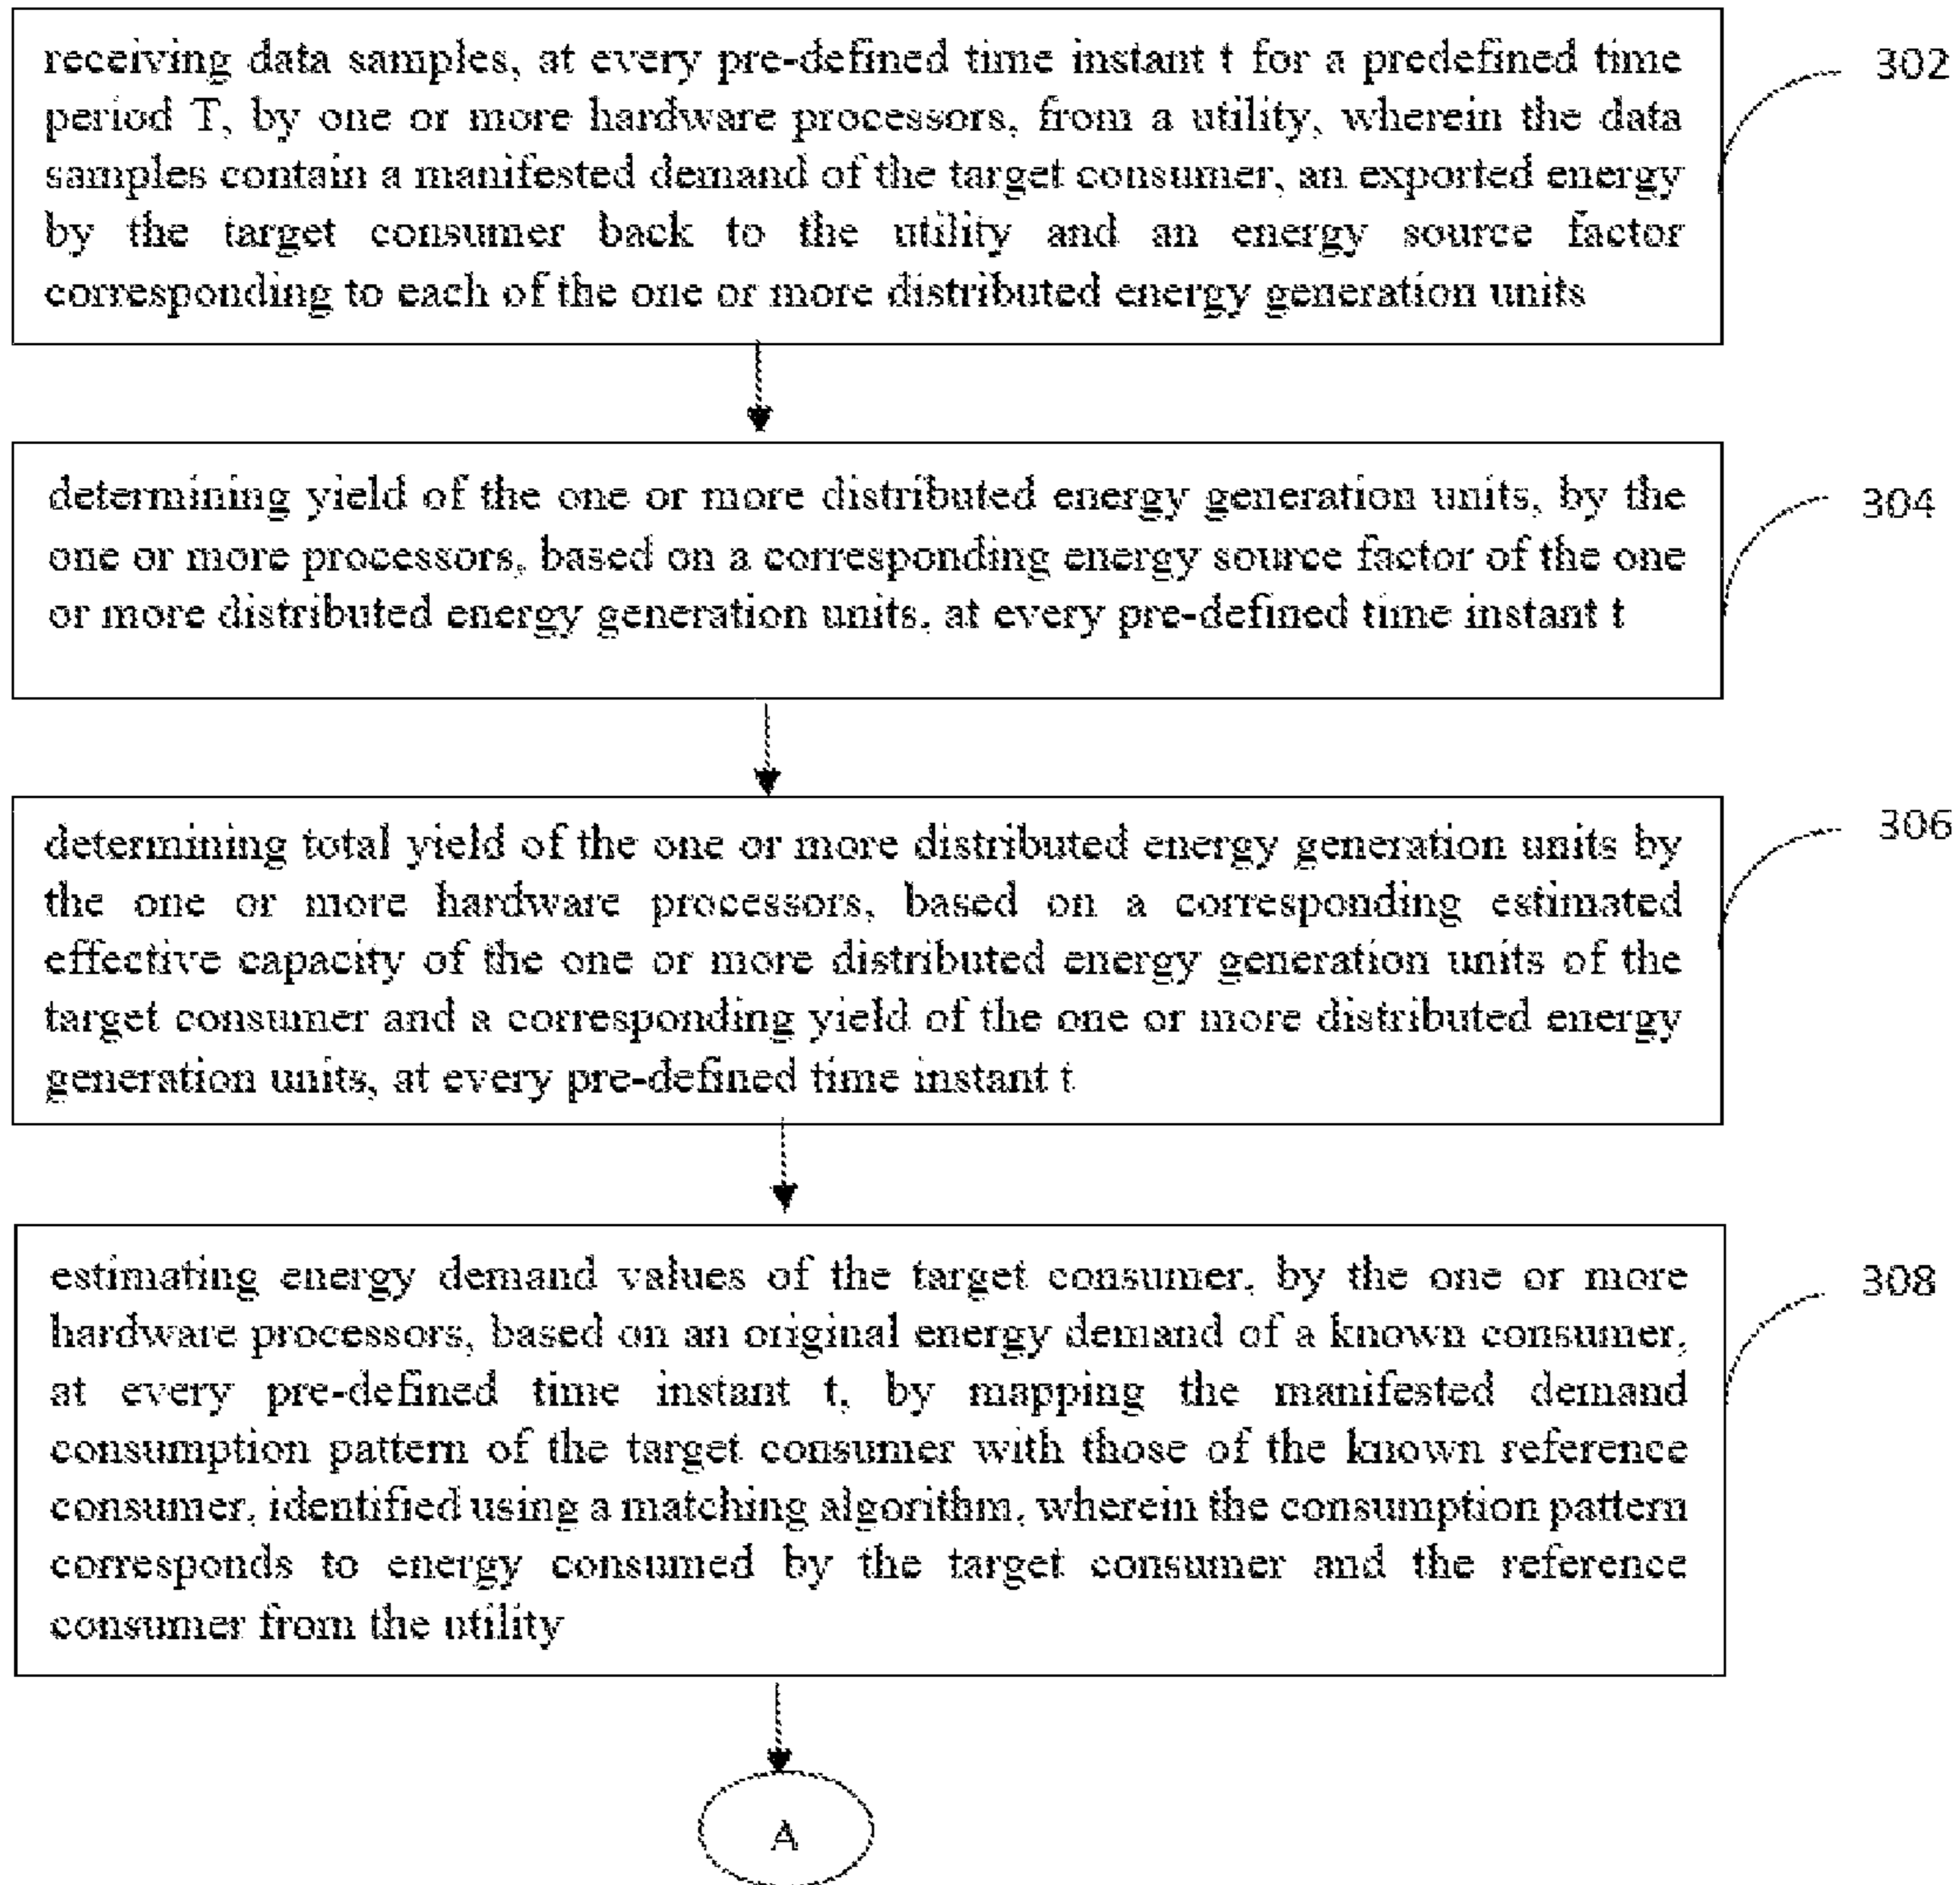 receiving data samples, at every pre-defined time instant t for a predefined time
302
period T, by one or more hardware processors, from a utility, wherein the data
samples contain a manifested demand of the target consumer, an exported energy
by the target consumer back to the utility and an energy source factor
corresponding to each of the one or more distributed energy generation units
determining yield of the one or more distributed energy generation units, by the
304
one or more processors, based on a corresponding energy source factor of the one
or more distributed energy generation units, at every pre-defined time instant t
determining total yield of the one or more distributed energy generation units by
306
the one or more hardware processors, based on a corresponding estimated
effective capacity of the one or more distributed energy generation units of the
target consumer and a corresponding yield of the one or more distributed energy
generation units, at every pre-defined time instant t
estimating energy demand values of the target consumer, by the one or more
308
hardware processors, based on an original energy demand of a known consumer,
at every pre-defined time instant t, by mapping the manifested demand
consumption pattern of the target consumer with those of the known reference
consumer, identified using a matching algorithm, wherein the consumption pattern
corresponds to energy consumed by the target consumer and the reference
consumer from the utility
A